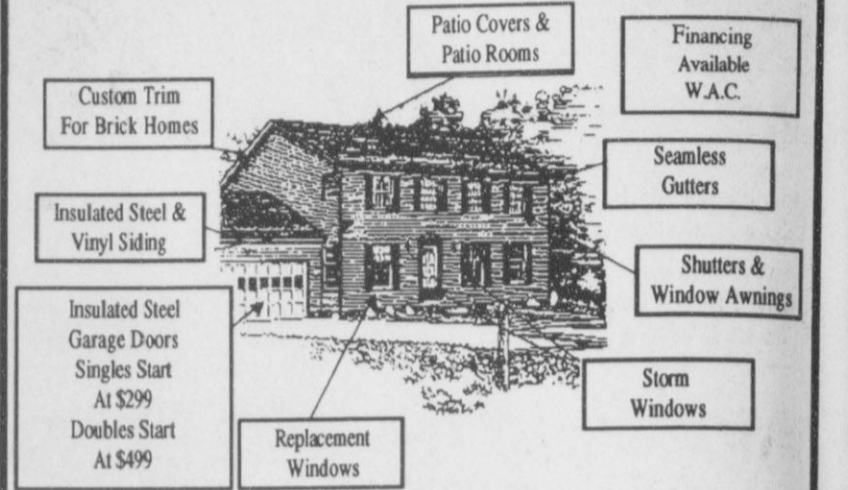 Patio Covers &
Patio Rooms
Financing
Available
W.A.C.
Custom Trim
For Brick Homes
Seamless
Gutters
Insulated Steel &
Vinyl Siding
Shutters &
Window Awnings
Insulated Steel
Garage Doors
Singles Start
At $299
Doubles Start
At $499
Storm
Windows
Replacement
Windows